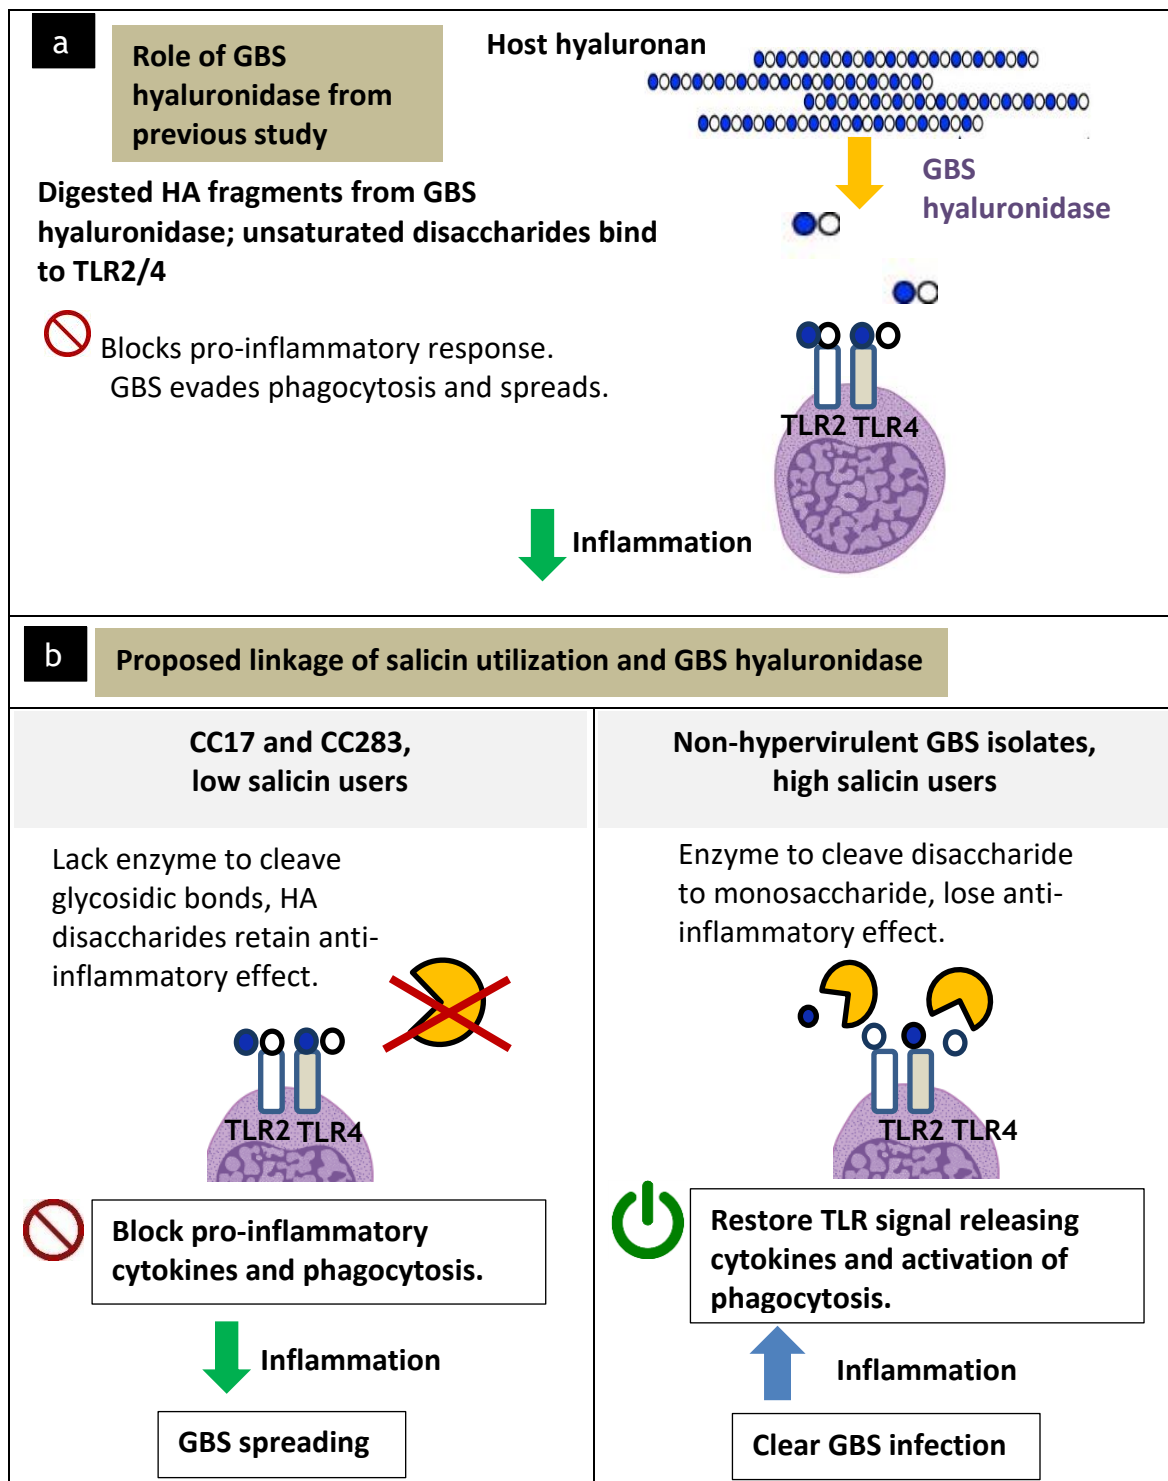 a
Role of GBS
hyaluronidase from
previous study
Host hyaluronan
GBS
hyaluronidase
Digested HA fragments from GBS
hyaluronidase; unsaturated disaccharides bind
to TLR2/4
Blocks pro-inflammatory response.
GBS evades phagocytosis and spreads.
TLR2 TLR4
Inflammation
b
Proposed linkage of salicin utilization and GBS hyaluronidase
CC17 and CC283,
low salicin users
Lack enzyme to cleave
glycosidic bonds, HA
disaccharides retain anti-
inflammatory effect.
TLR2 TLR4
Block pro-inflammatory
cytokines and phagocytosis.
Inflammation
GBS spreading
Non-hypervirulent GBS isolates,
high salicin users
Enzyme to cleave disaccharide
to monosaccharide, lose anti-
inflammatory effect.
TLR2 TLR4
Restore TLR signal releasing
cytokines and activation of
phagocytosis.
Inflammation
Clear GBS infection